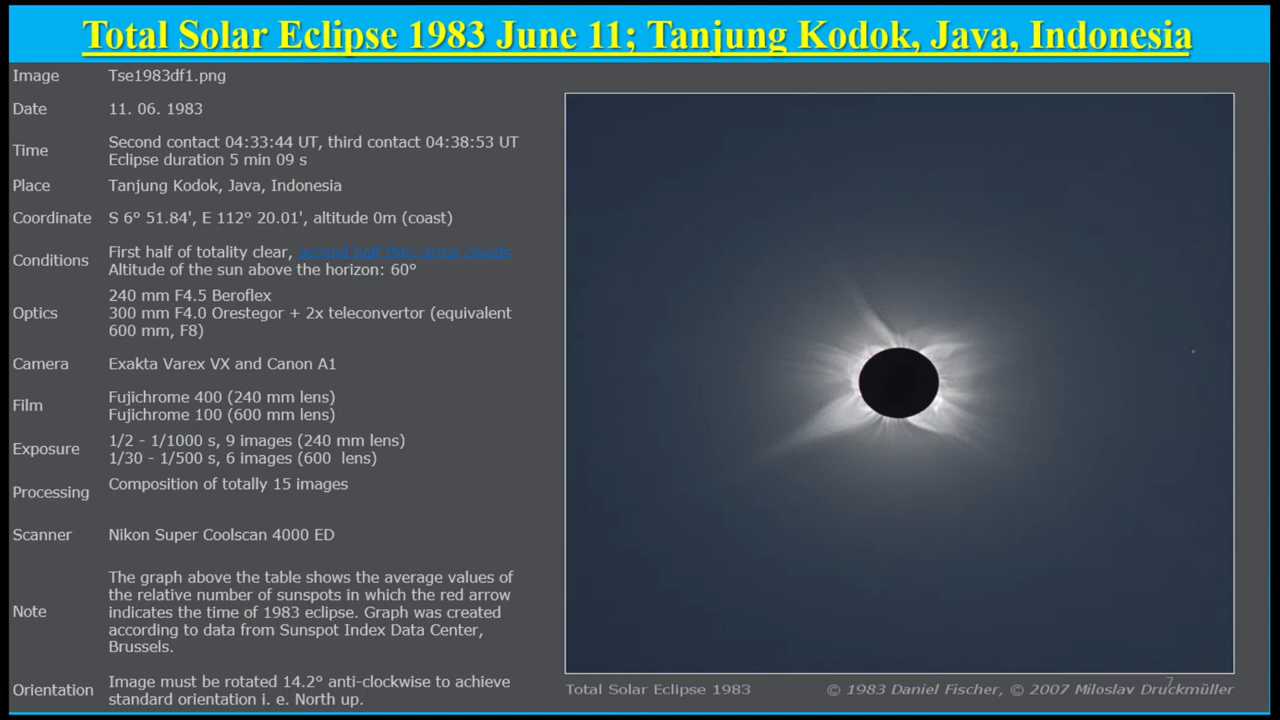 Total Solar Eclipse 1983 June 11; Tanjung Kodok, Java, Indonesia
Image Tse1983df1.png
Date 11. 06. 1983
Time Second contact 04:33:44 UT, third contact 04:38:53 UT
Eclipse duration 5 min 09 s
Place Tanjung Kodok, Java, Indonesia
Coordinate S 6° 51.84', E 112° 20.01', altitude 0m (coast)
Conditions First half of totality clear, second half thin cirrus clouds
Altitude of the sun above the horizon: 60°
Optics 240 mm F4.5 Beroflex
300 mm F4.0 Orestegor + 2x teleconvertor (equivalent
600 mm, F8)
Camera Exakta Varex VX and Canon A1
Film Fujichrome 400 (240 mm lens)
Fujichrome 100 (600 mm lens)
Exposure 1/2 - 1/1000 s, 9 images (240 mm lens)
1/30 - 1/500 s, 6 images (600 lens)
Processing Composition of totally 15 images
Scanner Nikon Super Coolscan 4000 ED
Note The graph above the table shows the average values of
the relative number of sunspots in which the red arrow
indicates the time of 1983 eclipse. Graph was created
according to data from Sunspot Index Data Center,
Brussels.
Orientation Image must be rotated 14.2° anti-clockwise to achieve
standard orientation i. e. North up.
Total Solar Eclipse 1983 © 1983 Daniel Fischer, © 2007 Miloslav Druckmüller
7